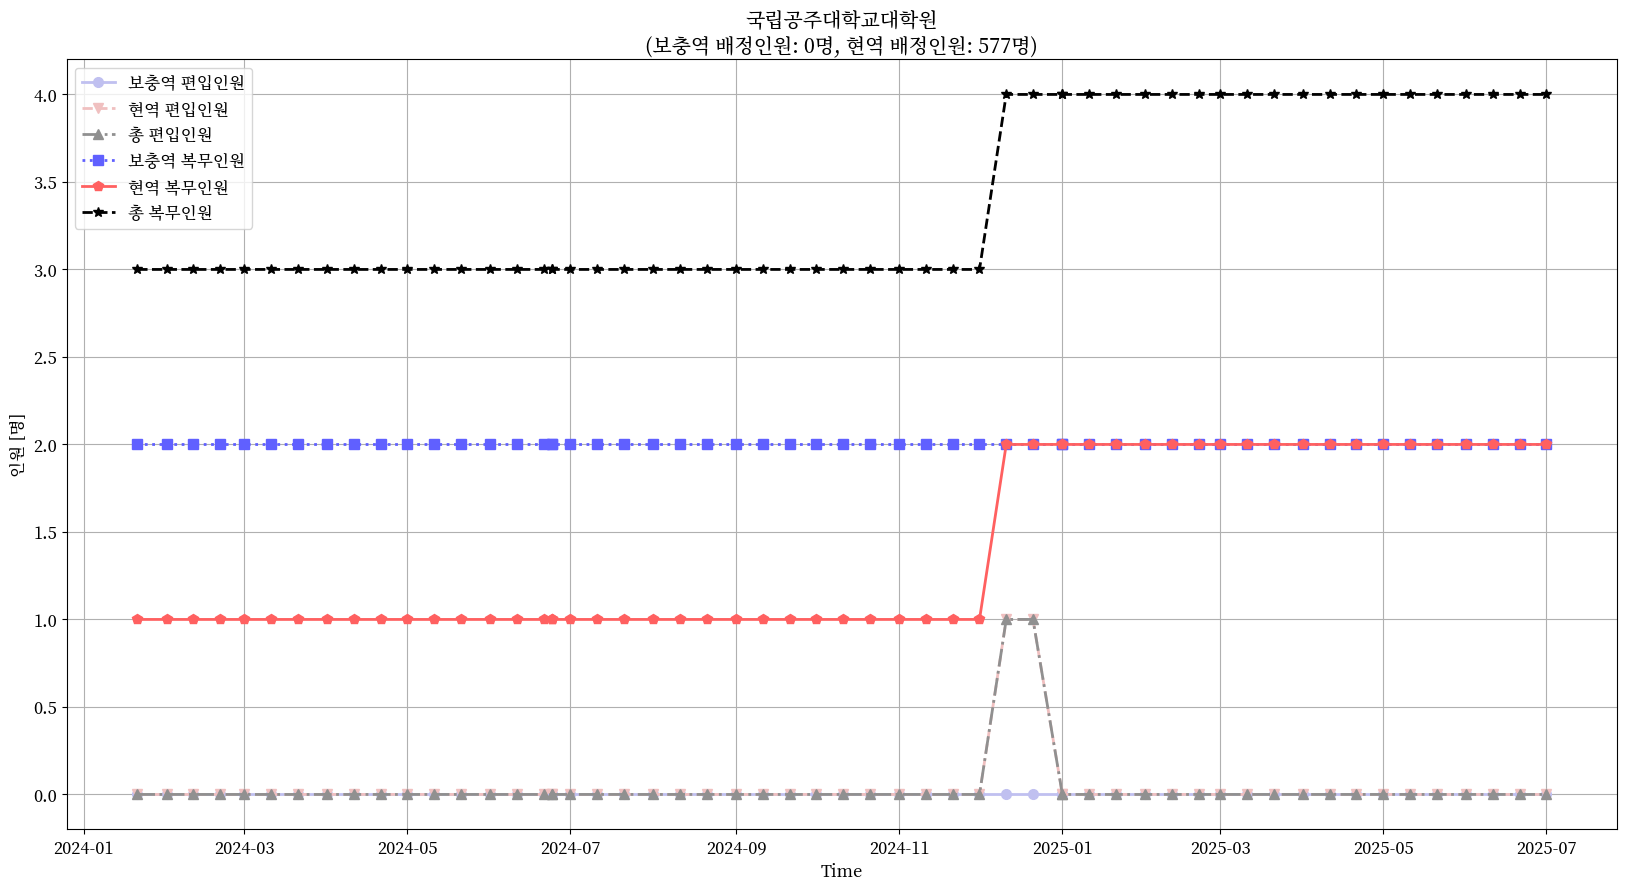 국립공주대학교대학원
(보충역 배정인원: 0명, 현역 배정인원: 577명)
보충역 편입인원
현역 편입인원
총 편입인원
보충역 복무인원
현역 복무인원
총 복무인원
4.0
3.5
3.0
2.5
2.0
1.5
1.0
0.5
0.0
인원 [명]
2024-01
2024-03
2024-05
2024-07
2024-09
2024-11
2025-01
2025-03
2025-05
2025-07
Time